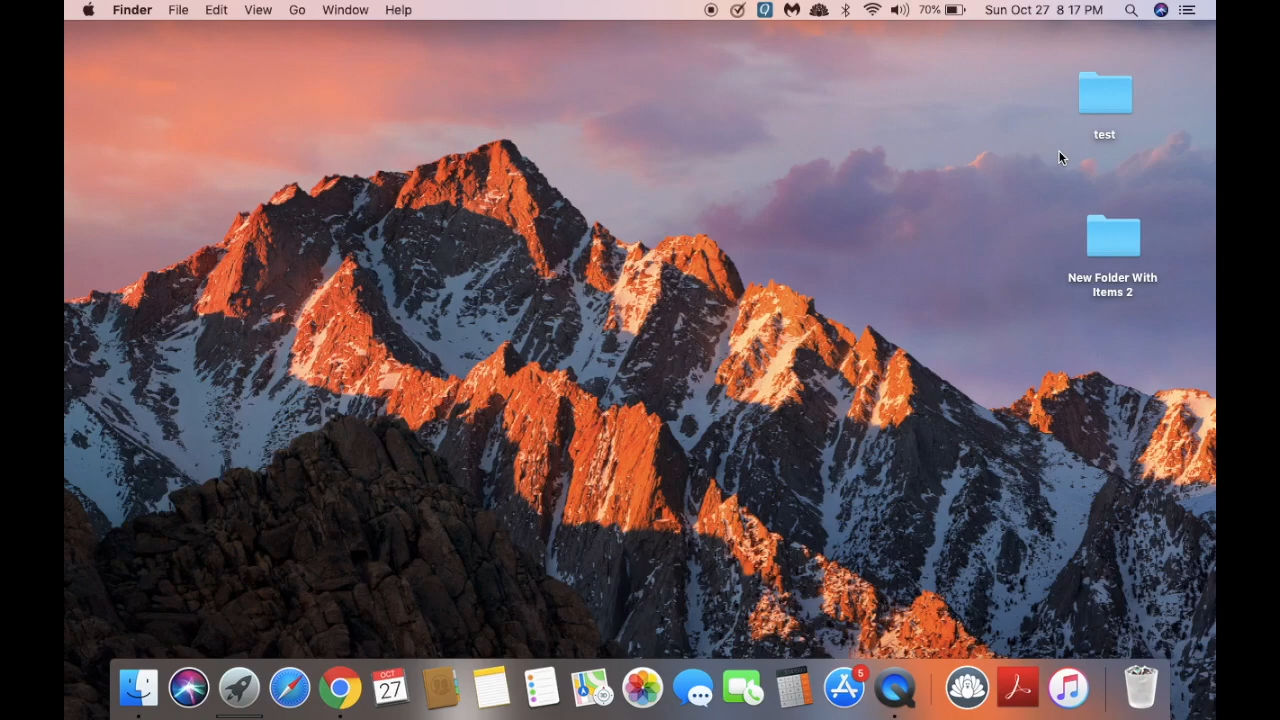 Finder File Edit View Go Window Help 70% Sun Oct 27 8 17 PM
test
New Folder With
Items 2
OCT
27
5